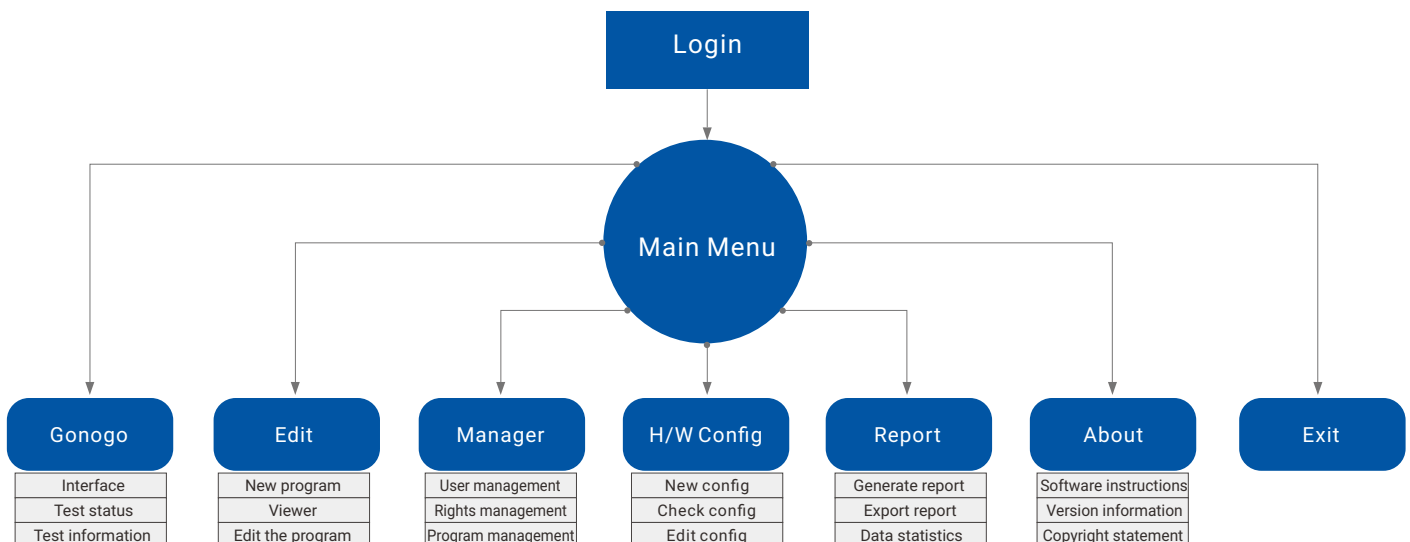 Login
Main Menu
Gonogo
Edit
Manager
H/W Config
Report
About
Exit
Interface
New program
User management
New config
Generate report
Software instructions
Test status
Viewer
Rights management
Check config
Export report
Version information
Test information
Edit the program
Program management
Edit config
Data statistics
Copyright statement